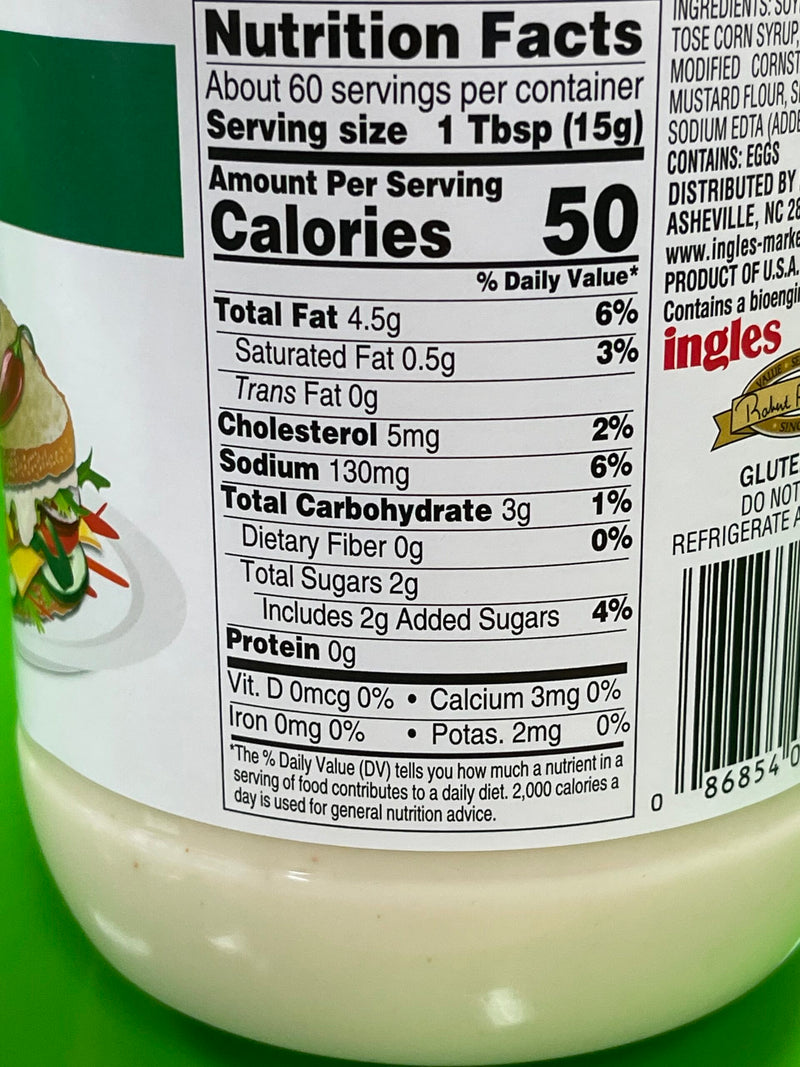 Nutrition Facts
About 60 servings per container
Serving size 1 Tbsp (15g)
Amount Per Serving
Calories 50
% Daily Value*
Total Fat 4.5g 6%
Saturated Fat 0.5g 3%
Trans Fat 0g
Cholesterol 5mg 2%
Sodium 130mg 6%
Total Carbohydrate 3g 1%
Dietary Fiber 0g 0%
Total Sugars 2g
Includes 2g Added Sugars 4%
Protein 0g
Vit. D 0mcg 0% • Calcium 3mg 0%
Iron 0mg 0% • Potas. 2mg 0%
*The % Daily Value (DV) tells you how much a nutrient in a
serving of food contributes to a daily diet. 2,000 calories a
day is used for general nutrition advice.
INGREDIENTS:
TOSE CORN SYRUP,
MODIFIED
MUSTARD FLOUR,
SODIUM EDTA
CONTAINS: EGGS
DISTRIBUTED BY
ASHEVILLE, NC
www.ingles-marke
PRODUCT OF U.S.A.
Contains a
ingles
VALUE
Robert
GLUTE
DO NOT
REFRIGERATE
0 86854